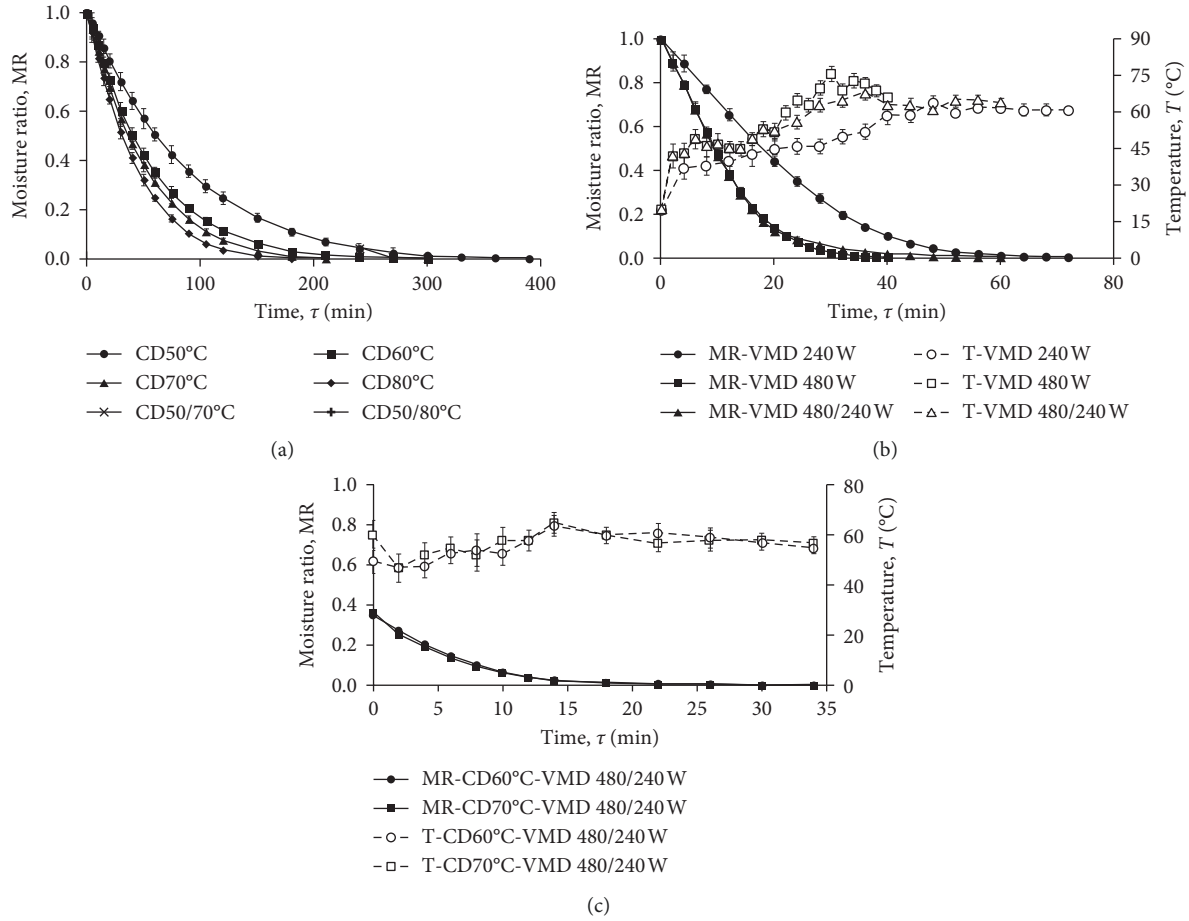 1.0
0.8
0.6
0.4
0.2
0.0
Moisture ratio, MR
0 100 200 300 400
Time, τ (min)
CD50°C CD60°C
CD70°C CD80°C
CD50/70°C CD50/80°C
(a)
1.0
0.8
0.6
0.4
0.2
0.0
Moisture ratio, MR
90
75
60
45
30
15
0
Temperature, T (°C)
0 20 40 60 80
Time, τ (min)
MR-VMD 240 W T-VMD 240 W
MR-VMD 480 W T-VMD 480 W
MR-VMD 480/240 W T-VMD 480/240 W
(b)
1.0
0.8
0.6
0.4
0.2
0.0
Moisture ratio, MR
80
60
40
20
0
Temperature, T (°C)
0 5 10 15 20 25 30 35
Time, τ (min)
MR-CD60°C-VMD 480/240 W
MR-CD70°C-VMD 480/240 W
T-CD60°C-VMD 480/240 W
T-CD70°C-VMD 480/240 W
(c)